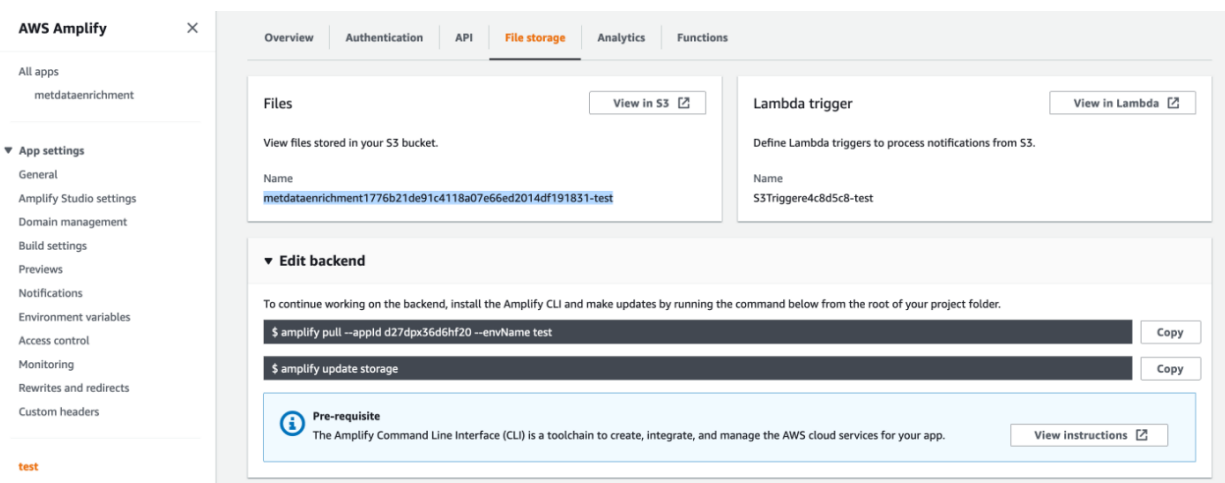 AWS Amplify
All apps
metdataenrichment
App settings
General
Amplify Studio settings
Domain management
Build settings
Previews
Notifications
Environment variables
Access control
Monitoring
Rewrites and redirects
Custom headers
test
Overview Authentication API File storage Analytics Functions
Files View in S3
View files stored in your S3 bucket.
Name
metdataenrichment1776b21de91c4118a07e66ed2014df191831-test
Lambda trigger View in Lambda
Define Lambda triggers to process notifications from S3.
Name
S3Triggere4c8d5c8-test
Edit backend
To continue working on the backend, install the Amplify CLI and make updates by running the command below from the root of your project folder.
$ amplify pull --appId d27dpx36d6hf20 --envName test Copy
$ amplify update storage Copy
Pre-requisite
The Amplify Command Line Interface (CLI) is a toolchain to create, integrate, and manage the AWS cloud services for your app. View instructions